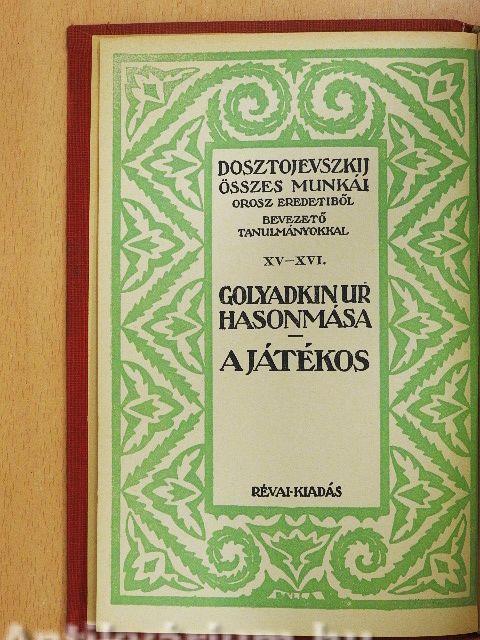 DOSZTOJEVSZKIJ
ÖSSZES MUNKÁI
OROSZ EREDETIBŐL
BEVEZETŐ
TANULMÁNYOKKAL
XV–XVI.
GOLYADKIN UR
HASONMÁSA
—
A JÁTÉKOS
RÉVAI-KIADÁS